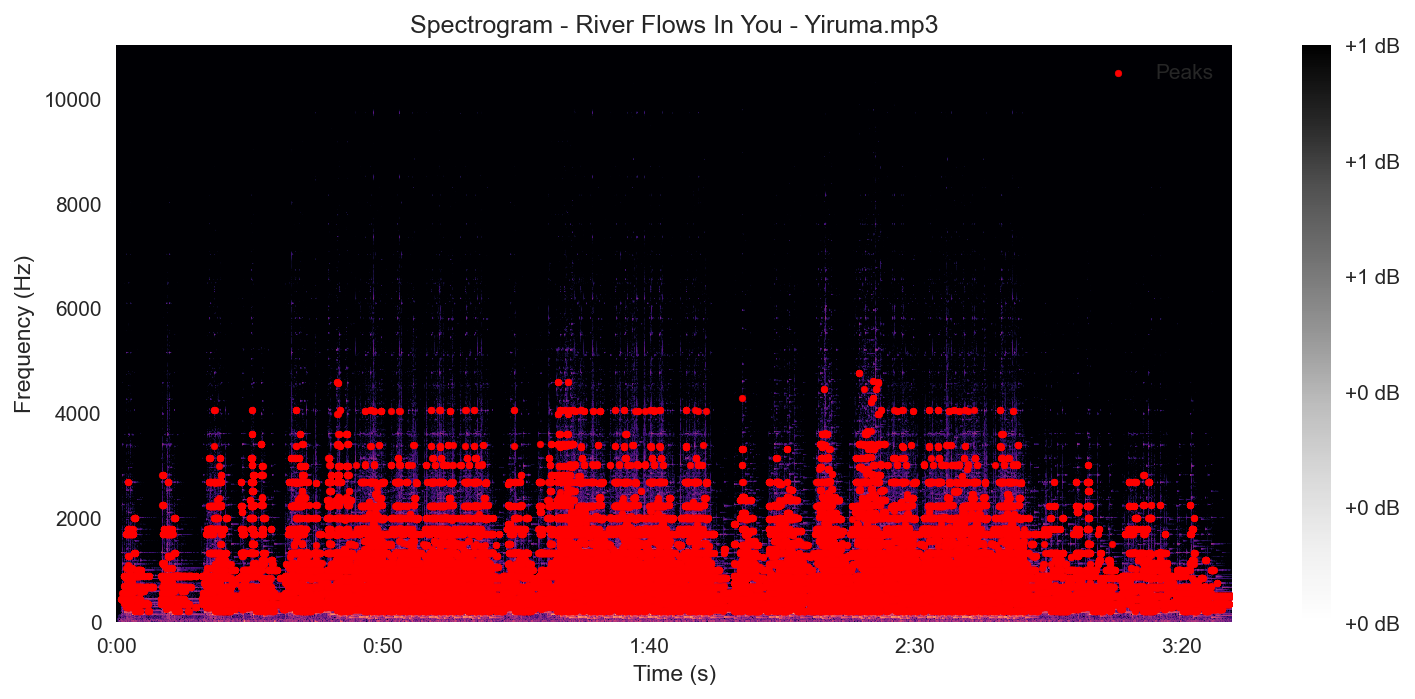 Spectrogram - River Flows In You - Yiruma.mp3
Peaks
Frequency (Hz)
10000
8000
6000
4000
2000
0
0:00 0:50 1:40 2:30 3:20
Time (s)
+1 dB
+1 dB
+1 dB
+0 dB
+0 dB
+0 dB